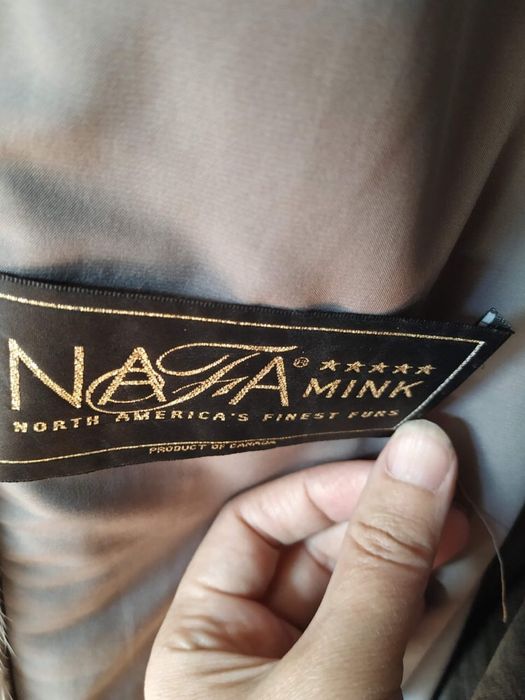 NAFA® ★★★★★ MINK
NORTH AMERICA'S FINEST FURS
PRODUCT OF CANADA